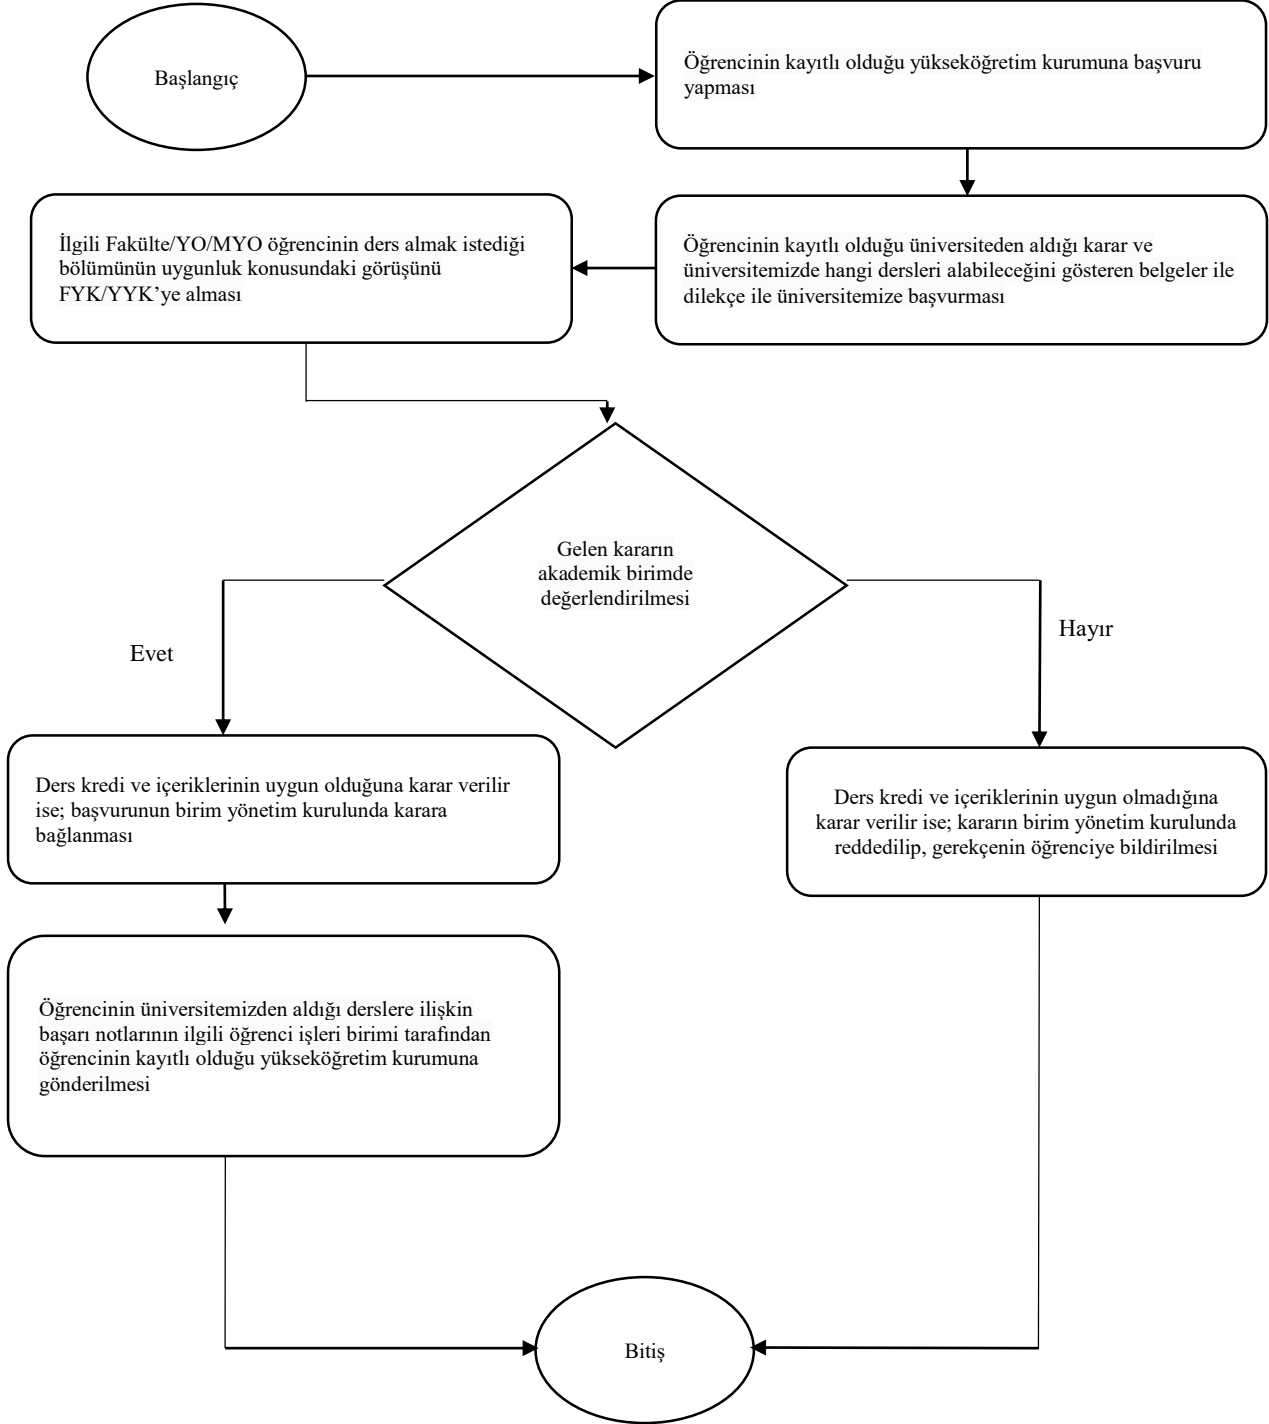 Başlangıç
Öğrencinin kayıtlı olduğu yükseköğretim kurumuna başvuru
yapması
İlgili Fakülte/YO/MYO öğrencinin ders almak istediği
bölümünün uygunluk konusundaki görüşünü
FYK/YYK’ye alması
Öğrencinin kayıtlı olduğu üniversiteden aldığı karar ve
üniversitemizde hangi dersleri alabileceğini gösteren belgeler ile
dilekçe ile üniversitemize başvurması
Gelen kararın
akademik birimde
değerlendirilmesi
Evet
Hayır
Ders kredi ve içeriklerinin uygun olduğuna karar verilir
ise; başvurunun birim yönetim kurulunda karara
bağlanması
Ders kredi ve içeriklerinin uygun olmadığına
karar verilir ise; kararın birim yönetim kurulunda
reddedilip, gerekçenin öğrenciye bildirilmesi
Öğrencinin üniversitemizden aldığı derslere ilişkin
başarı notlarının ilgili öğrenci işleri birimi tarafından
öğrencinin kayıtlı olduğu yükseköğretim kurumuna
gönderilmesi
Bitiş